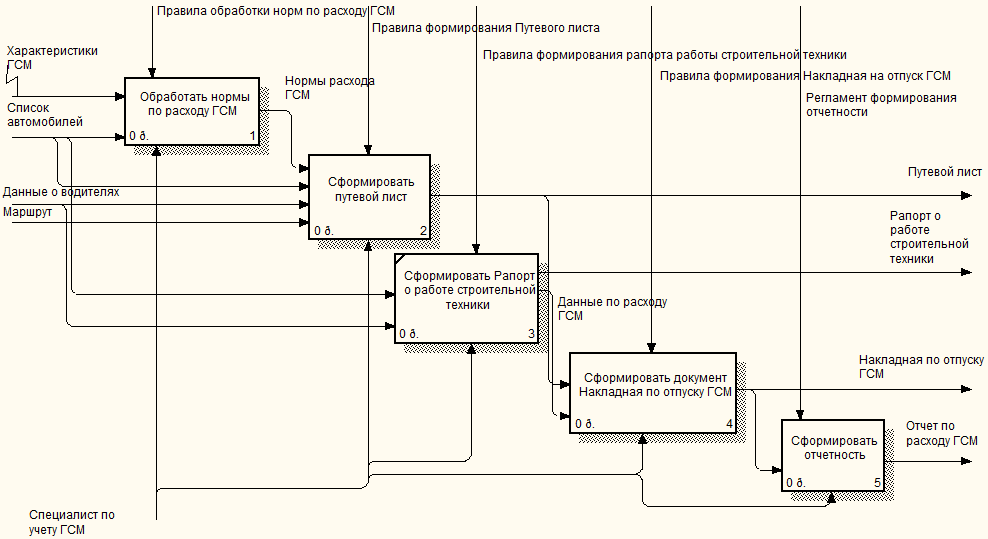 Правила обработки норм по расходу ГСМ
Правила формирования Путевого листа
Правила формирования рапорта работы строительной техники
Правила формирования Накладная на отпуск ГСМ
Регламент формирования
отчетности
Характеристики
ГСМ
Список
автомобилей
Обработать нормы
по расходу ГСМ
0 ð.
1
Нормы расхода
ГСМ
Данные о водителях
Маршрут
Сформировать
путевой лист
0 ð.
2
Путевой лист
Рапорт о
работе
строительной
техники
Сформировать Рапорт
о работе строительной
техники
0 ð.
3
Данные по расходу
ГСМ
Сформировать документ
Накладная по отпуску ГСМ
0 ð.
4
Накладная по отпуску
ГСМ
Сформировать
отчетность
0 ð.
5
Отчет по
расходу ГСМ
Специалист по
учету ГСМ